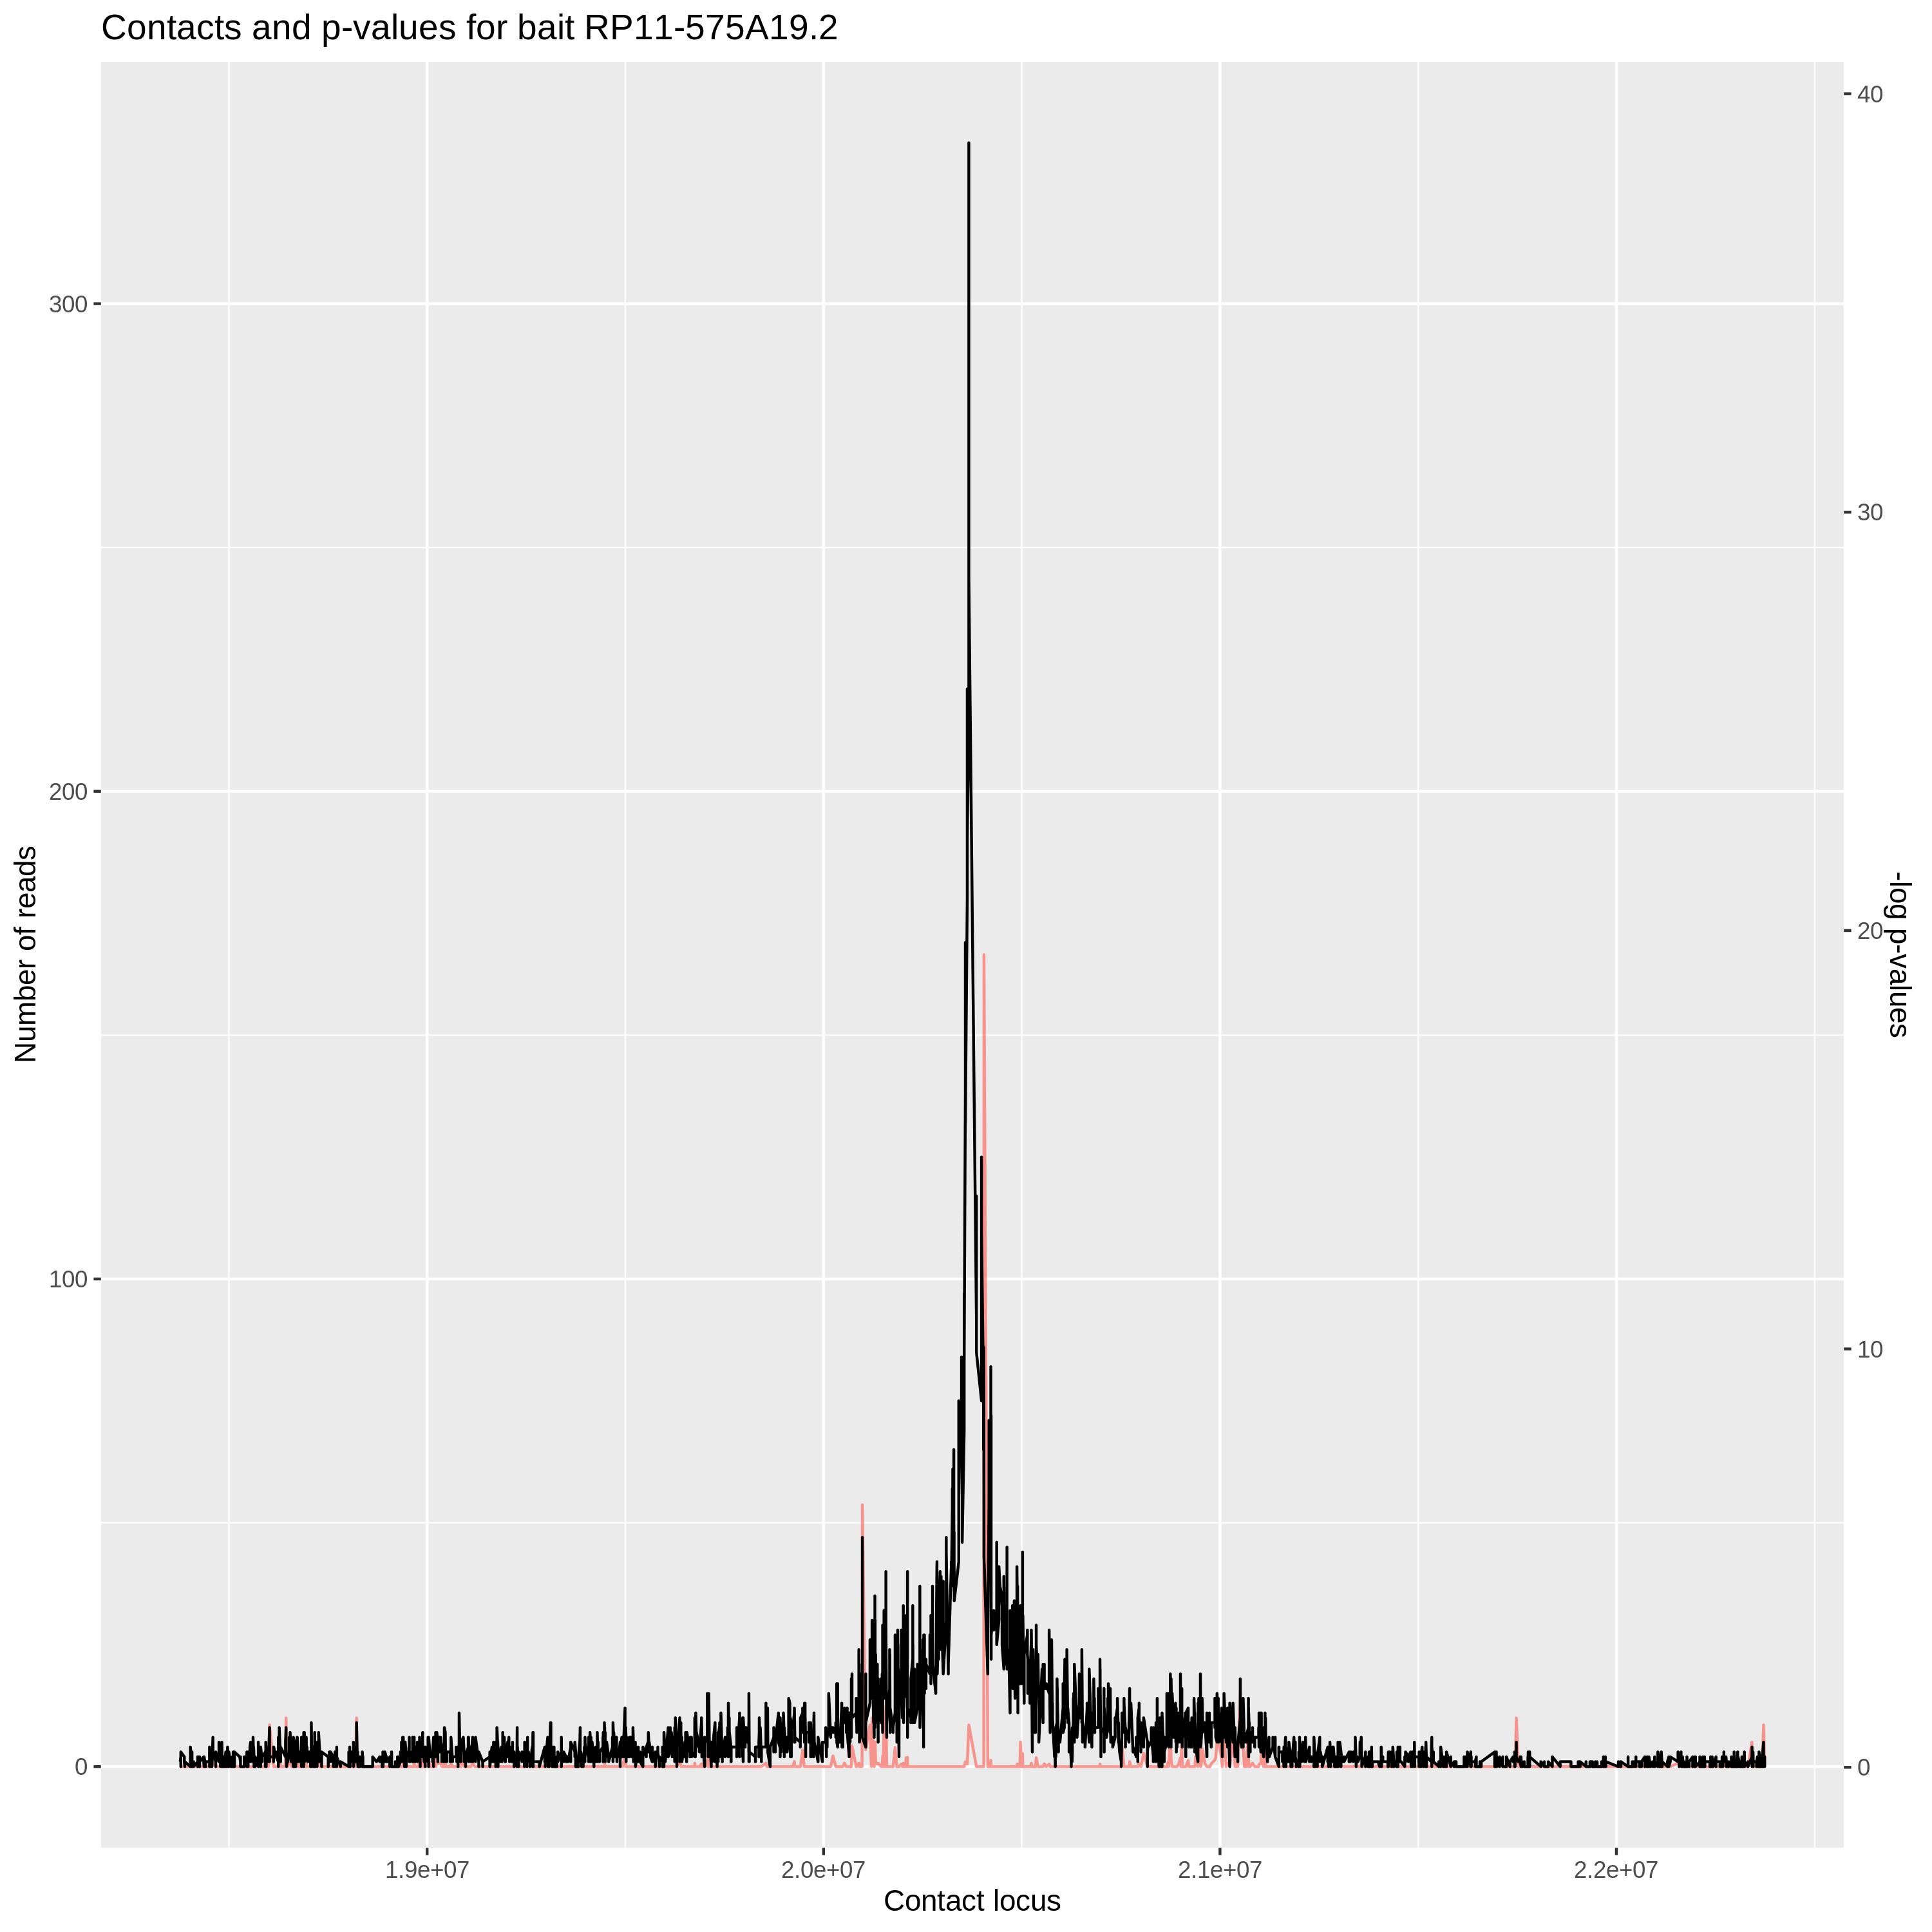 Contacts and p-values for bait RP11-575A19.2
Number of reads
300
200
100
0
40
30
20
10
0
-log p-values
1.9e+07 2.0e+07 2.1e+07 2.2e+07
Contact locus